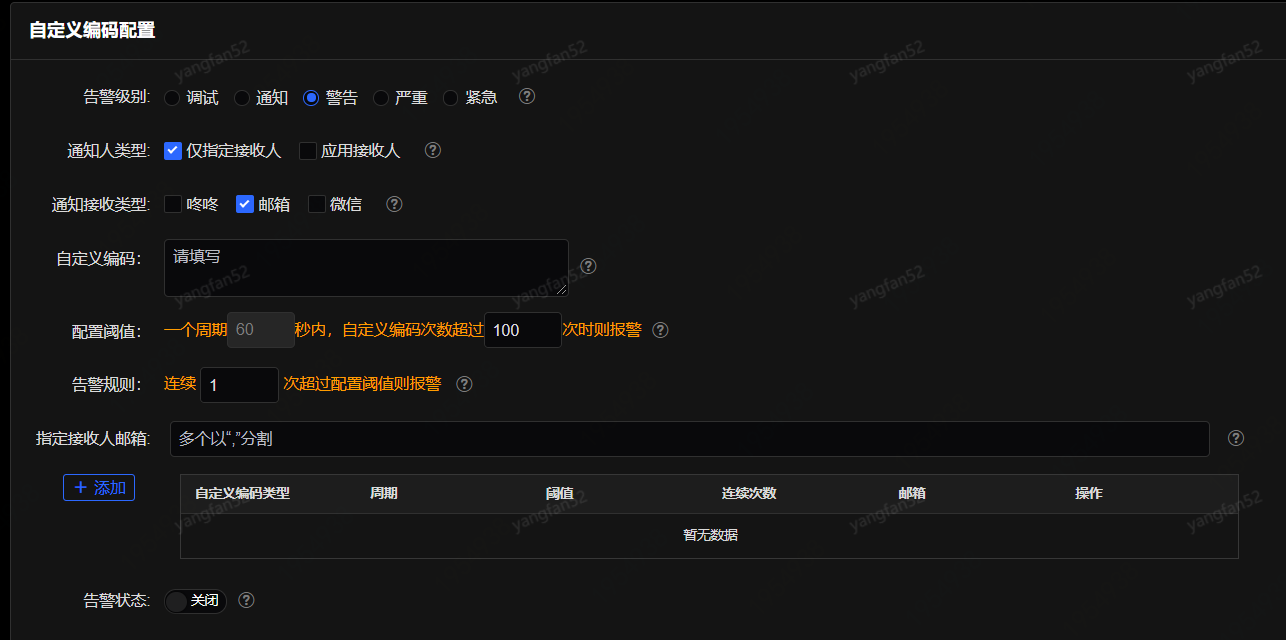 自定义编码配置
告警级别: 调试 通知 警告 严重 紧急 ?
通知人类型: 仅指定接收人 应用接收人 ?
通知接收类型: 咚咚 邮箱 微信 ?
自定义编码： 请填写 ?
配置阈值： 一个周期 60 秒内，自定义编码次数超过 100 次时则报警 ?
告警规则： 连续 1 次超过配置阈值则报警 ?
指定接收人邮箱: 多个以“,”分割 ?
+ 添加 自定义编码类型 周期 阈值 连续次数 邮箱 操作
暂无数据
告警状态: 关闭 ?
yangfan52 yangfan52 yangfan52 yangfan52
yangfan52 yangfan52 yangfan52 yangfan52
yangfan52 yangfan52 yangfan52 yangfan52